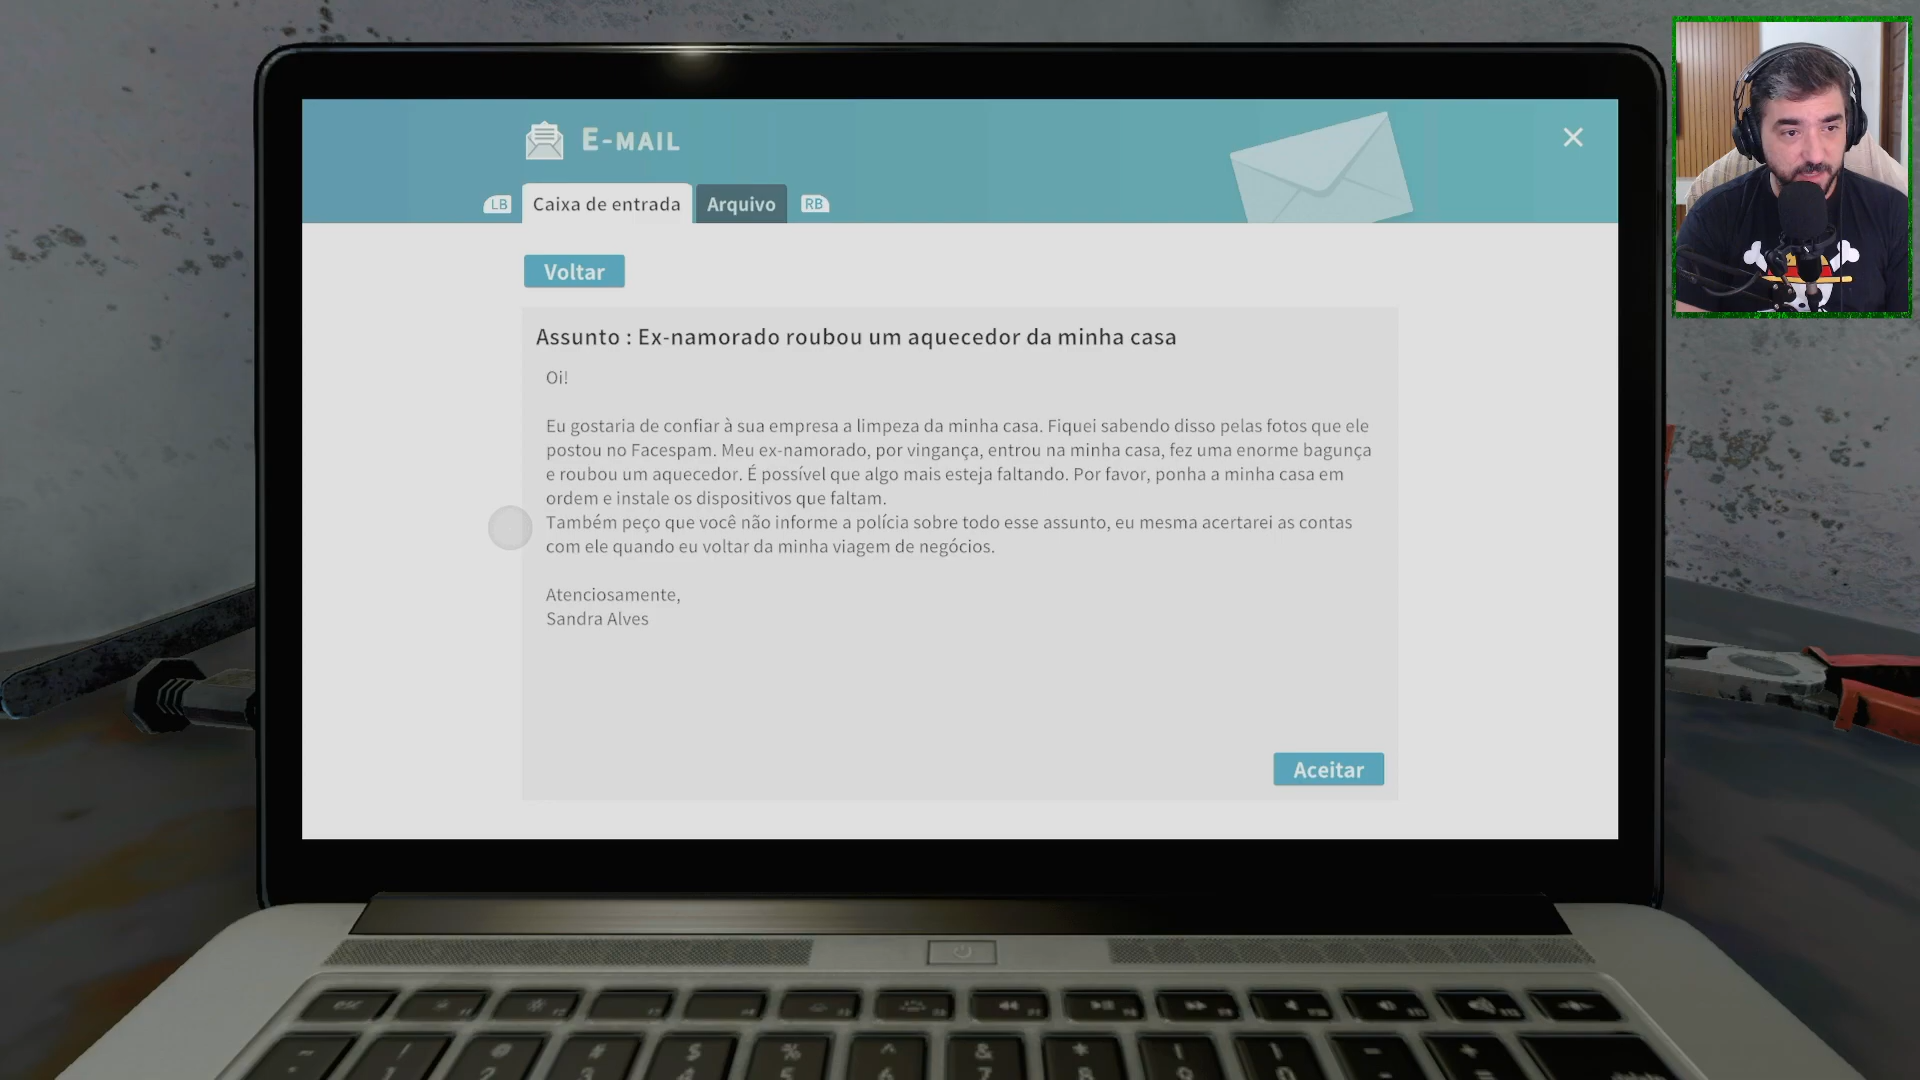 E-MAIL
LB Caixa de entrada Arquivo RB
Voltar
Assunto : Ex-namorado roubou um aquecedor da minha casa
Oi!
Eu gostaria de confiar à sua empresa a limpeza da minha casa. Fiquei sabendo disso pelas fotos que ele
postou no Facespam. Meu ex-namorado, por vingança, entrou na minha casa, fez uma enorme bagunça
e roubou um aquecedor. É possível que algo mais esteja faltando. Por favor, ponha a minha casa em
ordem e instale os dispositivos que faltam.
Também peço que você não informe a polícia sobre todo esse assunto, eu mesma acertarei as contas
com ele quando eu voltar da minha viagem de negócios.
Atenciosamente,
Sandra Alves
Aceitar
esc